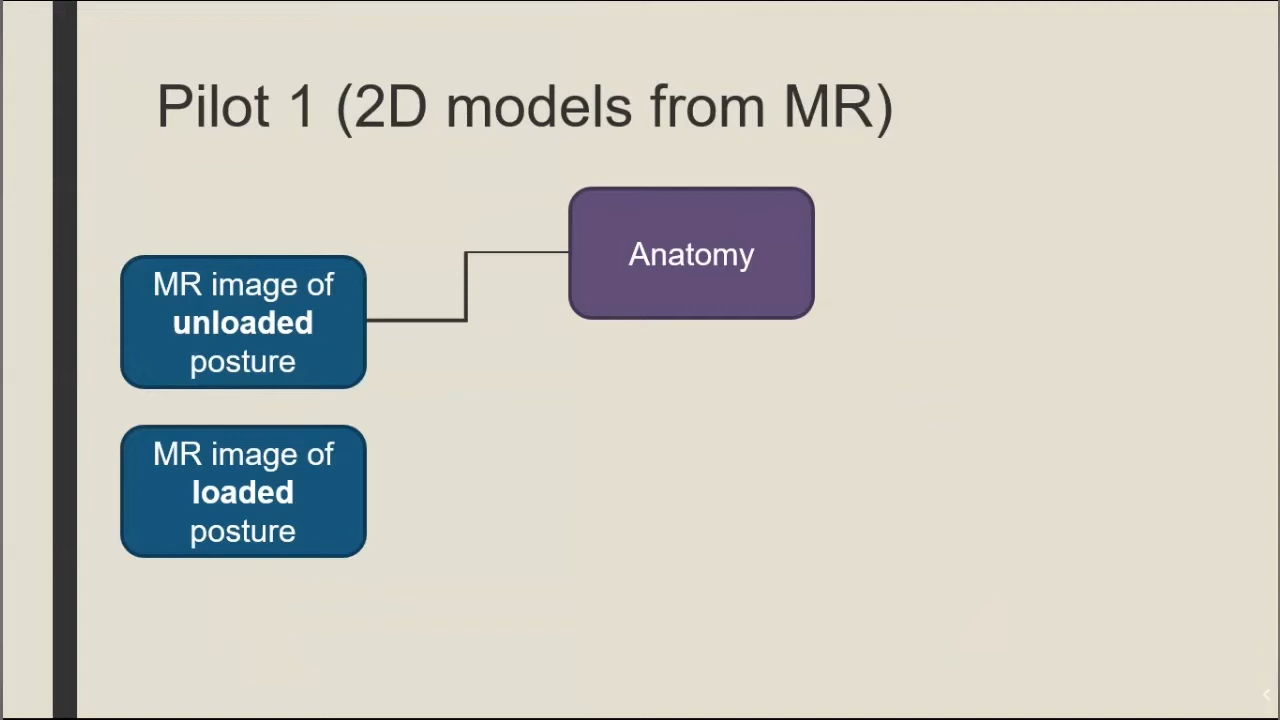 Pilot 1 (2D models from MR)
Anatomy
MR image of
unloaded
posture
MR image of
loaded
posture